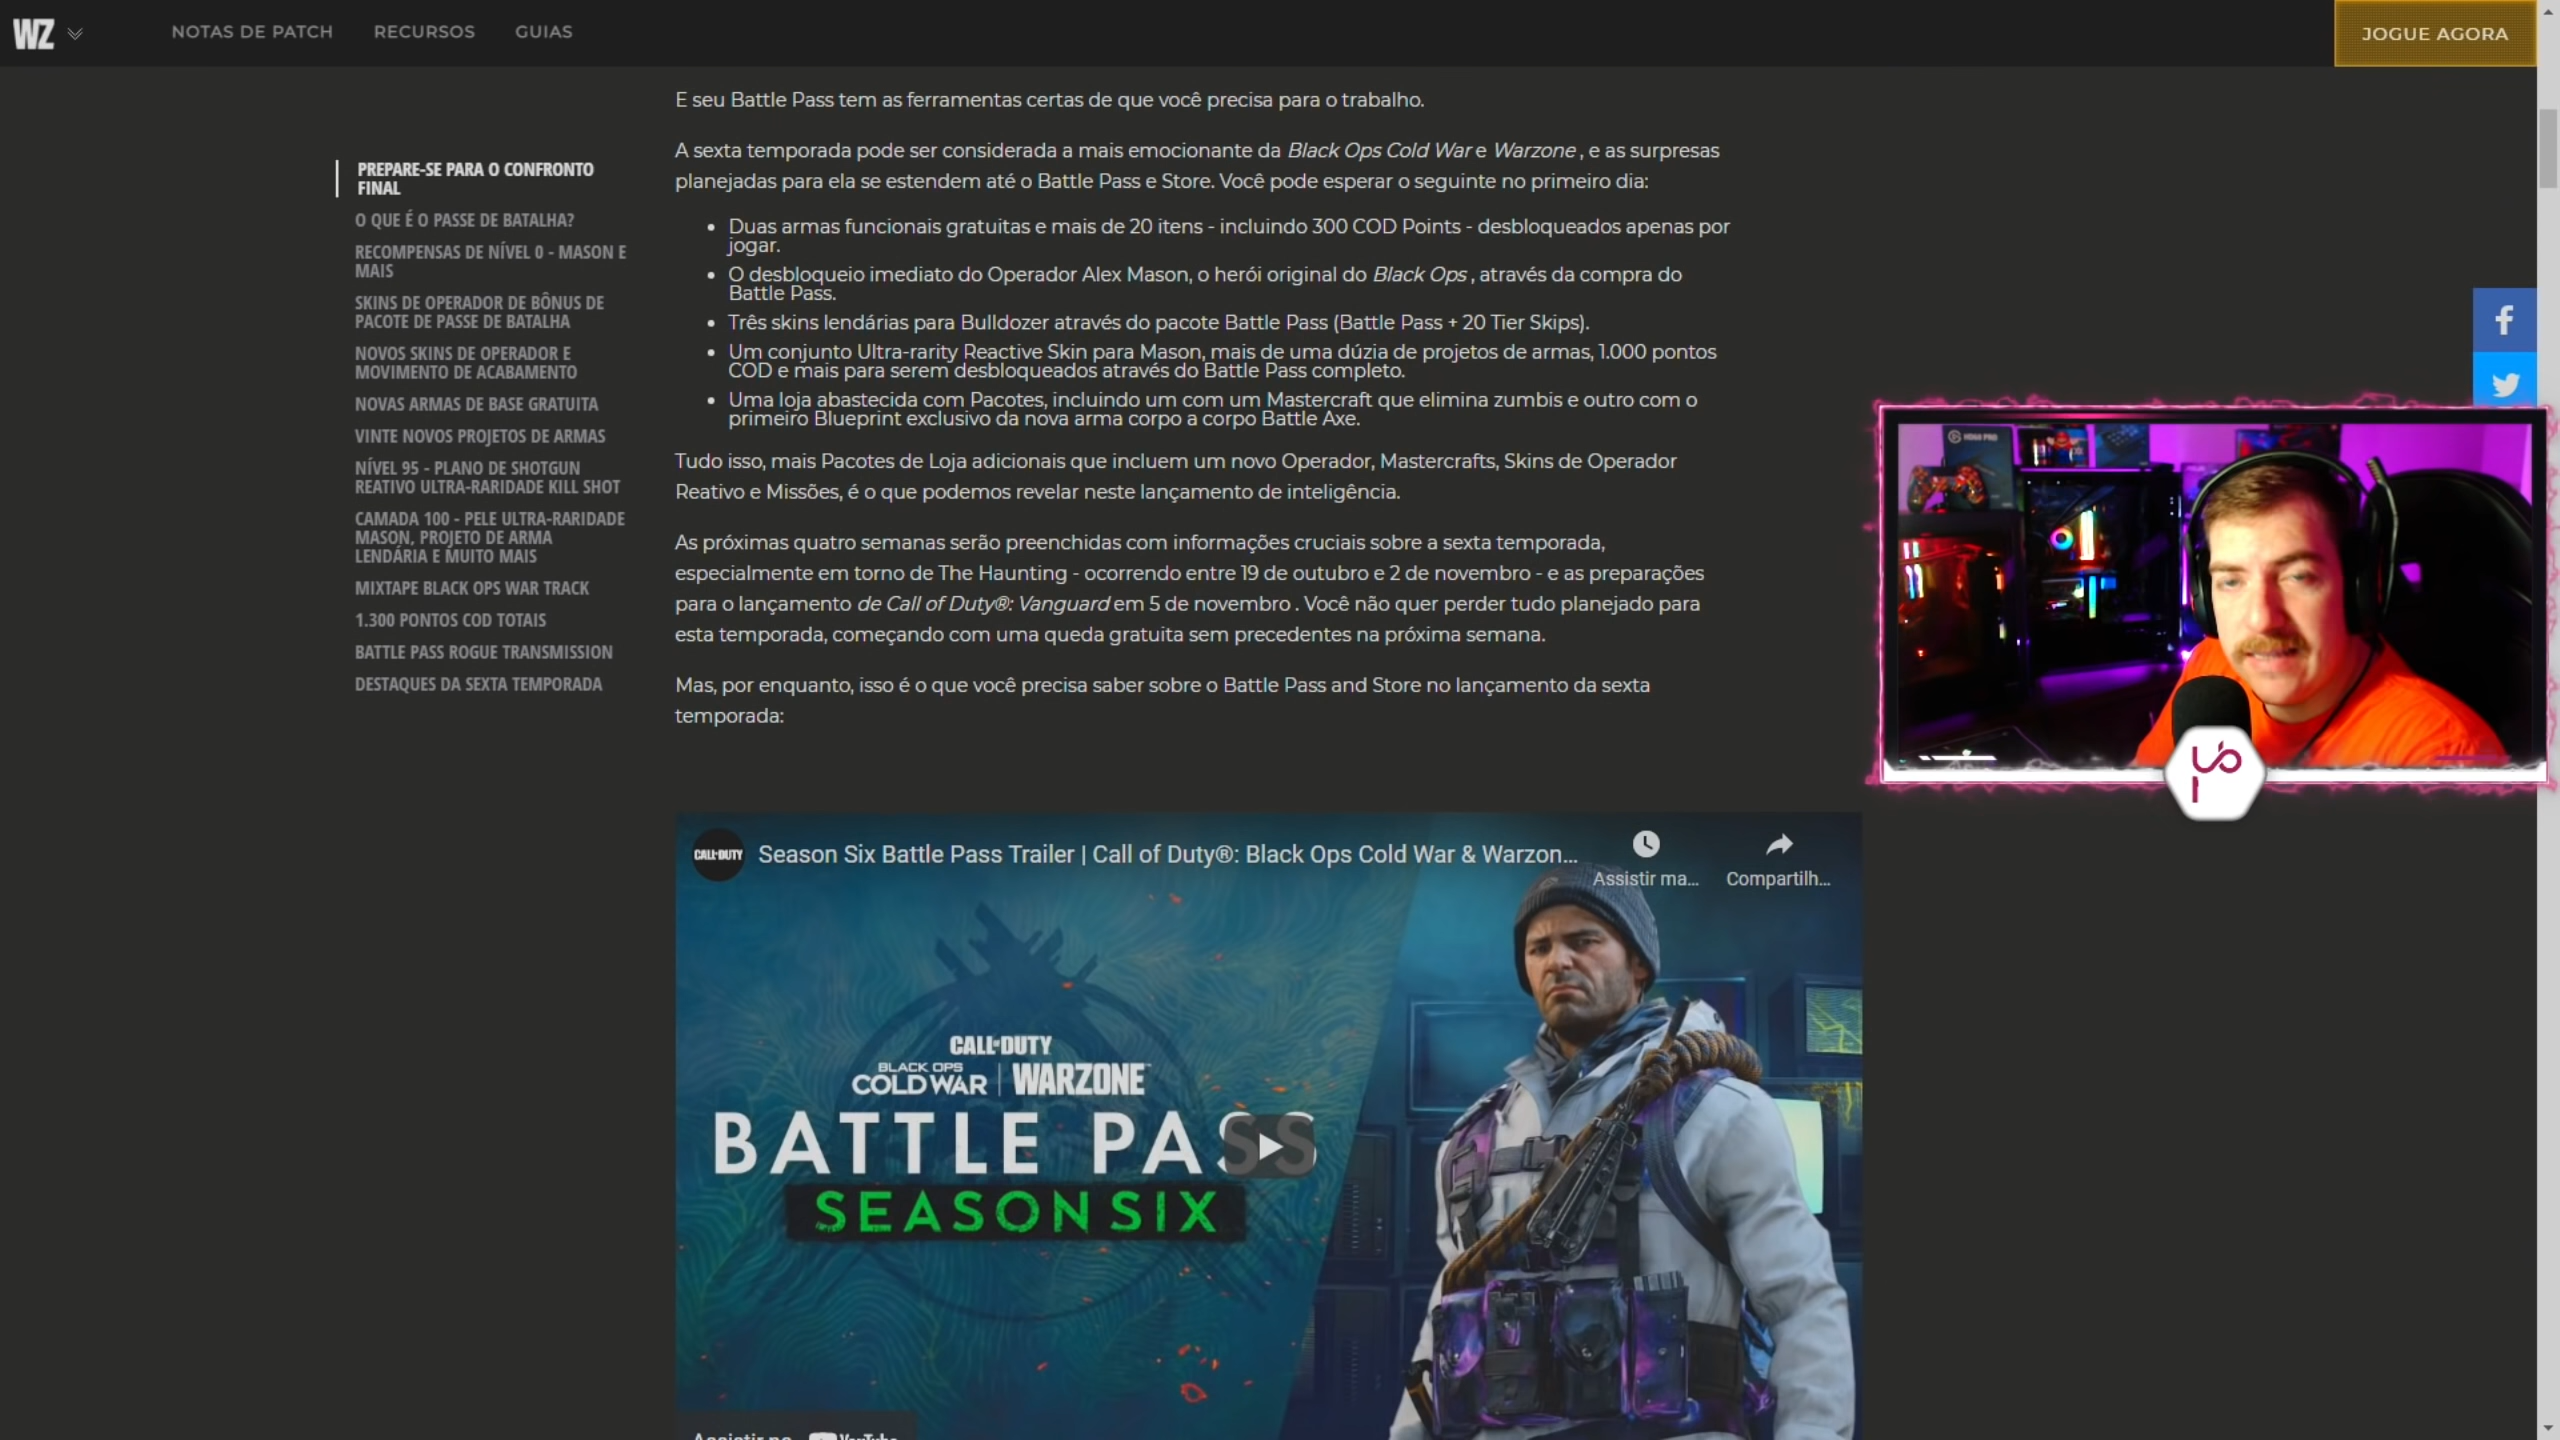 WZ
NOTAS DE PATCH
RECURSOS
GUIAS
JOGUE AGORA
PREPARE-SE PARA O CONFRONTO
FINAL
O QUE É O PASSE DE BATALHA?
RECOMPENSAS DE NÍVEL 0 - MASON E
MAIS
SKINS DE OPERADOR DE BÔNUS DE
PACOTE DE PASSE DE BATALHA
NOVOS SKINS DE OPERADOR E
MOVIMENTO DE ACABAMENTO
NOVAS ARMAS DE BASE GRATUITA
VINTE NOVOS PROJETOS DE ARMAS
NÍVEL 95 - PLANO DE SHOTGUN
REATIVO ULTRA-RARIDADE KILL SHOT
CAMADA 100 - PELE ULTRA-RARIDADE
MASON, PROJETO DE ARMA
LENDÁRIA E MUITO MAIS
MIXTAPE BLACK OPS WAR TRACK
1.300 PONTOS COD TOTAIS
BATTLE PASS ROGUE TRANSMISSION
DESTAQUES DA SEXTA TEMPORADA
E seu Battle Pass tem as ferramentas certas de que você precisa para o trabalho.
A sexta temporada pode ser considerada a mais emocionante da Black Ops Cold War e Warzone , e as surpresas
planejadas para ela se estendem até o Battle Pass e Store. Você pode esperar o seguinte no primeiro dia:
• Duas armas funcionais gratuitas e mais de 20 itens - incluindo 300 COD Points - desbloqueados apenas por
jogar.
• O desbloqueio imediato do Operador Alex Mason, o herói original do Black Ops , através da compra do
Battle Pass.
• Três skins lendárias para Bulldozer através do pacote Battle Pass (Battle Pass + 20 Tier Skips).
• Um conjunto Ultra-rarity Reactive Skin para Mason, mais de uma dúzia de projetos de armas, 1.000 pontos
COD e mais para serem desbloqueados através do Battle Pass completo.
• Uma loja abastecida com Pacotes, incluindo um com um Mastercraft que elimina zumbis e outro com o
primeiro Blueprint exclusivo da nova arma corpo a corpo Battle Axe.
Tudo isso, mais Pacotes de Loja adicionais que incluem um novo Operador, Mastercrafts, Skins de Operador
Reativo e Missões, é o que podemos revelar neste lançamento de inteligência.
As próximas quatro semanas serão preenchidas com informações cruciais sobre a sexta temporada,
especialmente em torno de The Haunting - ocorrendo entre 19 de outubro e 2 de novembro - e as preparações
para o lançamento de Call of Duty®: Vanguard em 5 de novembro . Você não quer perder tudo planejado para
esta temporada, começando com uma queda gratuita sem precedentes na próxima semana.
Mas, por enquanto, isso é o que você precisa saber sobre o Battle Pass and Store no lançamento da sexta
temporada:
CALL·DUTY
Season Six Battle Pass Trailer | Call of Duty®: Black Ops Cold War & Warzon...
Assistir ma...
Compartilh...
CALL·DUTY
BLACK OPS
COLD WAR | WARZONE
BATTLE PASS
SEASON SIX
Assistir no YouTube